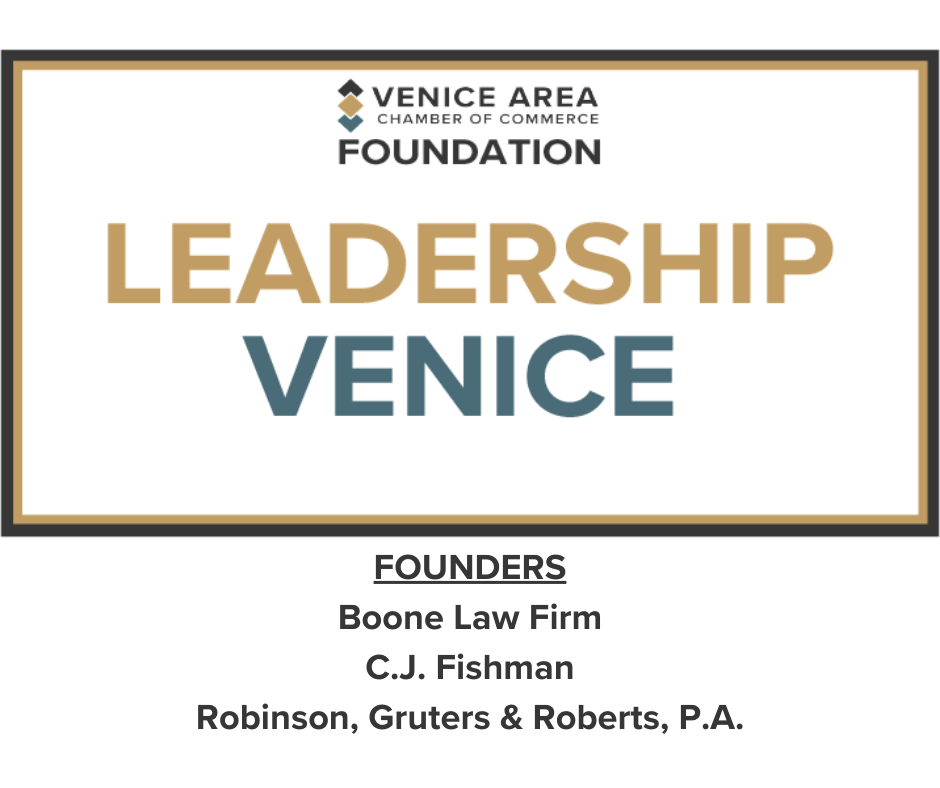 VENICE AREA
CHAMBER OF COMMERCE
FOUNDATION
LEADERSHIP
VENICE
FOUNDERS
Boone Law Firm
C.J. Fishman
Robinson, Gruters & Roberts, P.A.